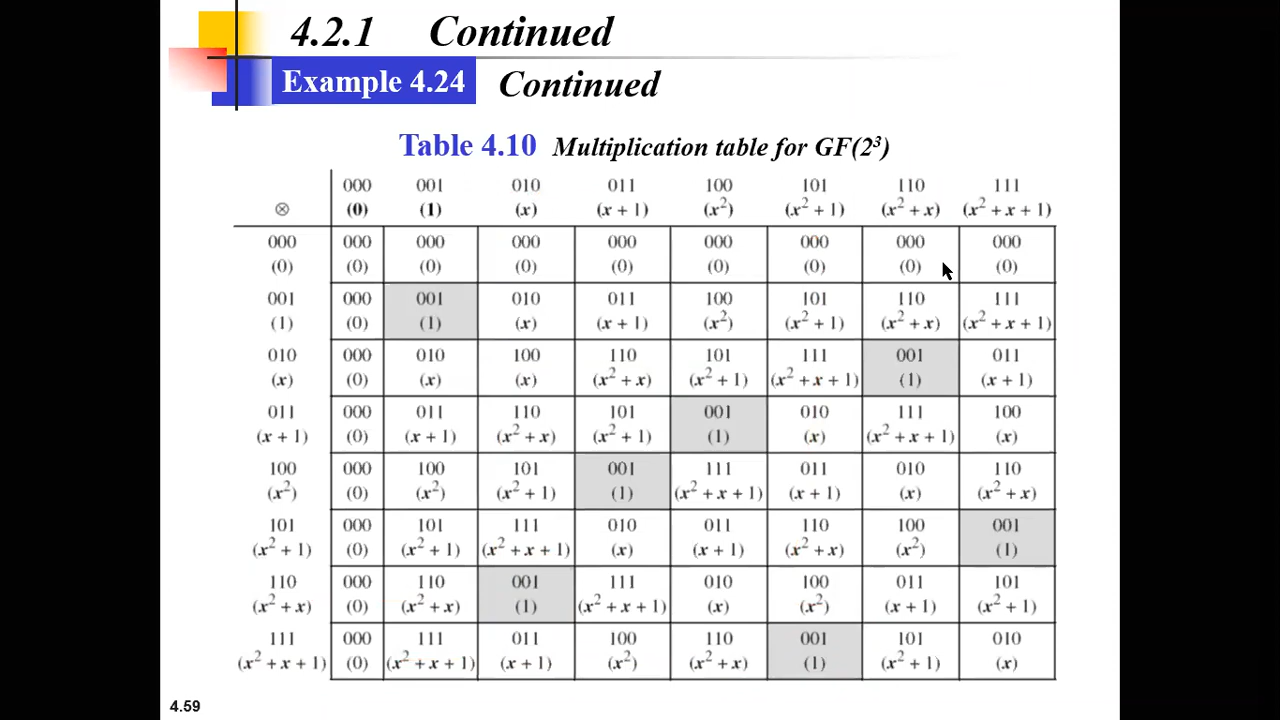 4.2.1 Continued
Example 4.24 Continued
Table 4.10 Multiplication table for GF(2³)
000 001 010 011 100 101 110 111
⊗ (0) (1) (x) (x + 1) (x²) (x² + 1) (x² + x) (x² + x + 1)
000 000 000 000 000 000 000 000 000
(0) (0) (0) (0) (0) (0) (0) (0) (0)
001 000 001 010 011 100 101 110 111
(1) (0) (1) (x) (x + 1) (x²) (x² + 1) (x² + x) (x² + x + 1)
010 000 010 100 110 101 111 001 011
(x) (0) (x) (x) (x² + x) (x² + 1) (x² + x + 1) (1) (x + 1)
011 000 011 110 101 001 010 111 100
(x + 1) (0) (x + 1) (x² + x) (x² + 1) (1) (x) (x² + x + 1) (x)
100 000 100 101 001 111 011 010 110
(x²) (0) (x²) (x² + 1) (1) (x² + x + 1) (x + 1) (x) (x² + x)
101 000 101 111 010 011 110 100 001
(x² + 1) (0) (x² + 1) (x² + x + 1) (x) (x + 1) (x² + x) (x²) (1)
110 000 110 001 111 010 100 011 101
(x² + x) (0) (x² + x) (1) (x² + x + 1) (x) (x²) (x + 1) (x² + 1)
111 000 111 011 100 110 001 101 010
(x² + x + 1) (0) (x² + x + 1) (x + 1) (x²) (x² + x) (1) (x² + 1) (x)
4.59